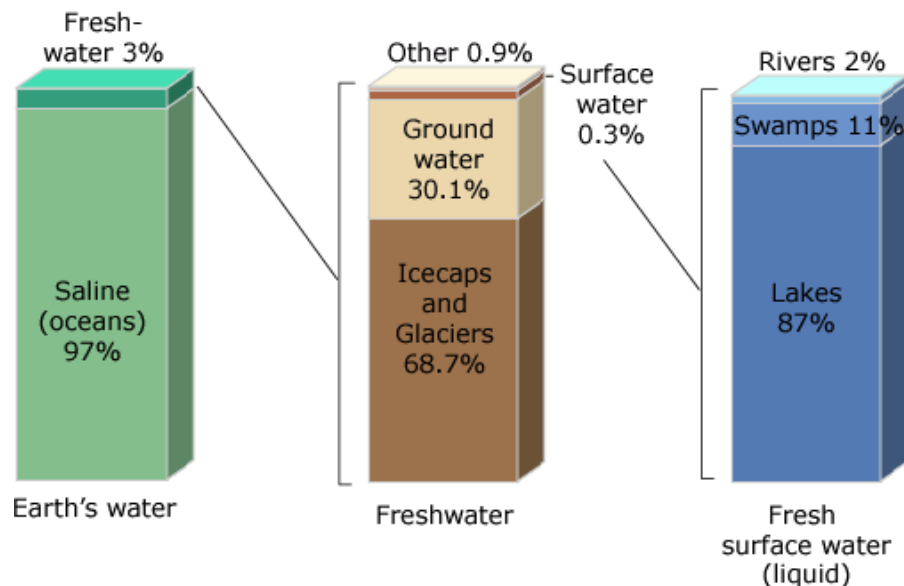 Fresh-
water 3%
Saline
(oceans)
97%
Earth's water
Other 0.9%
Surface
water
0.3%
Ground
water
30.1%
Icecaps
and
Glaciers
68.7%
Freshwater
Rivers 2%
Swamps 11%
Lakes
87%
Fresh
surface water
(liquid)